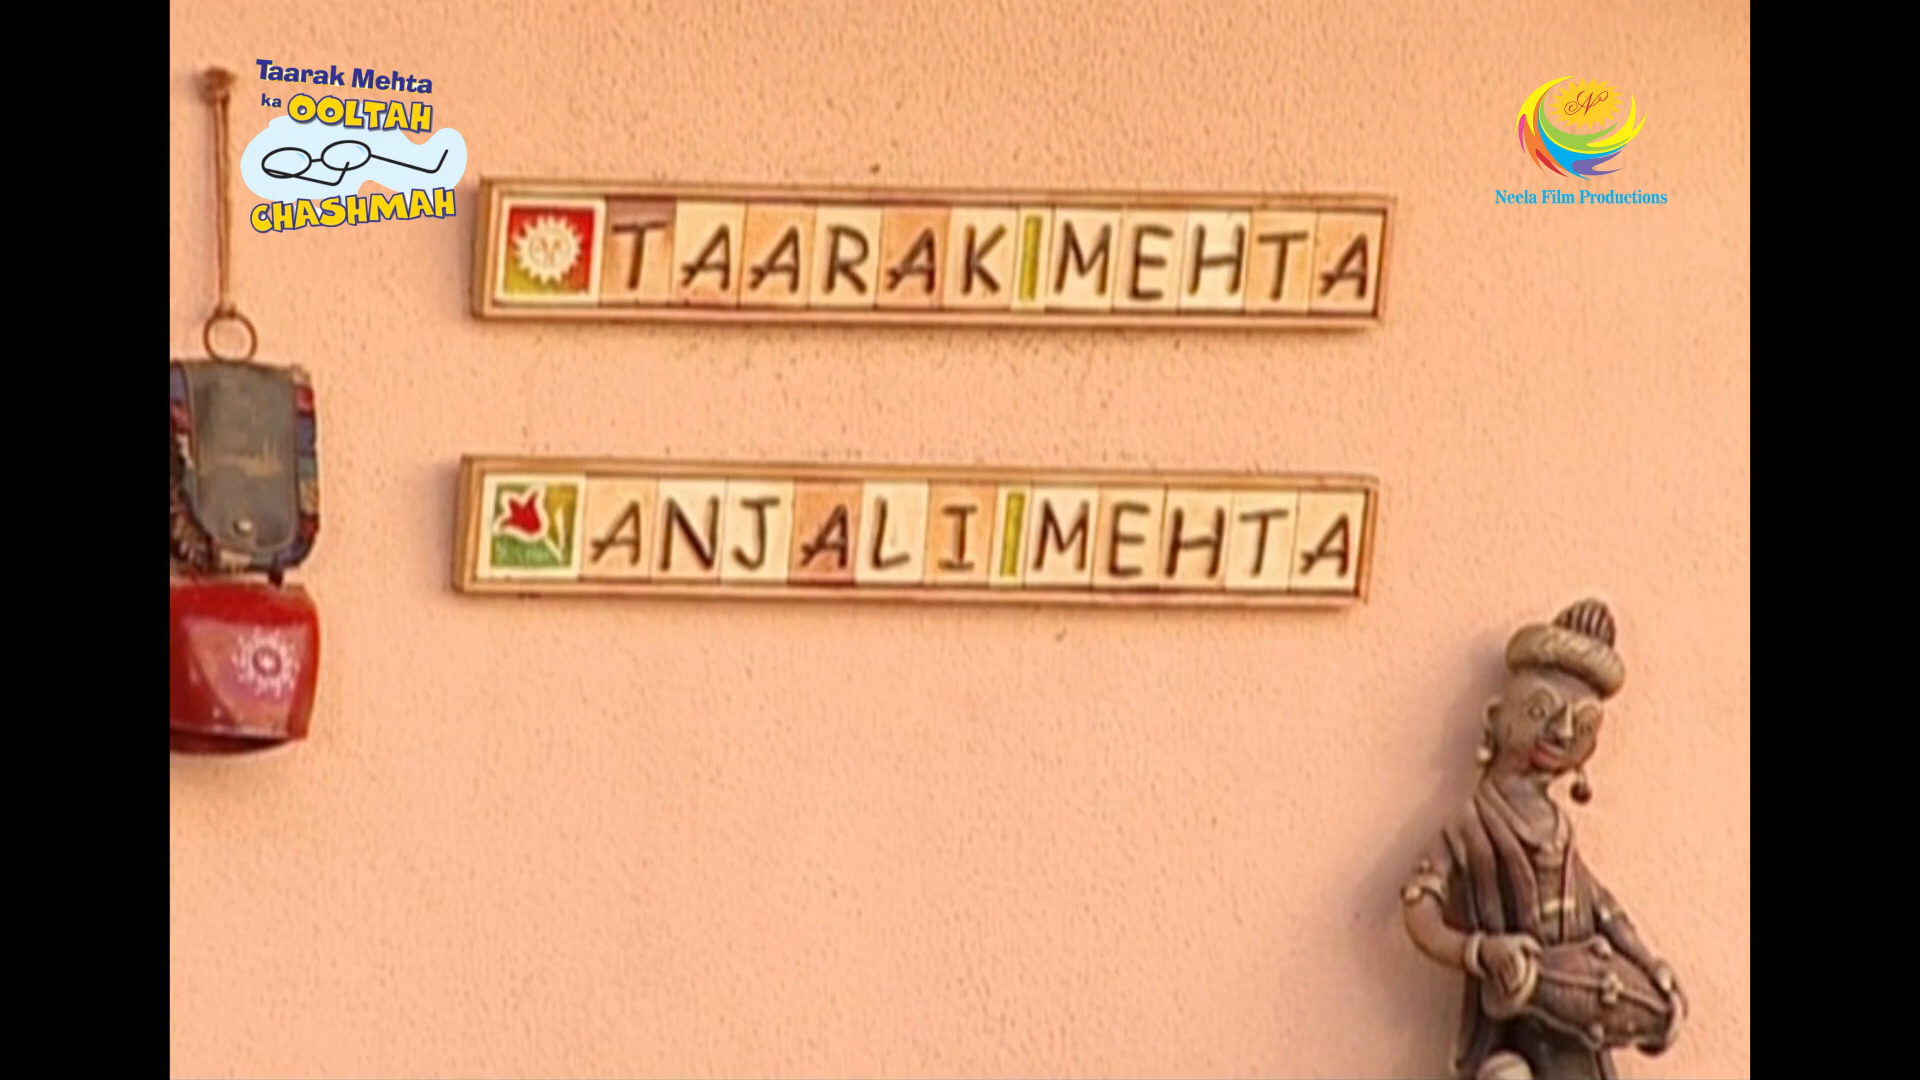 Taarak Mehta
ka OOLTAH
CHASHMAH
Neela Film Productions
TAARAK MEHTA
ANJALI MEHTA